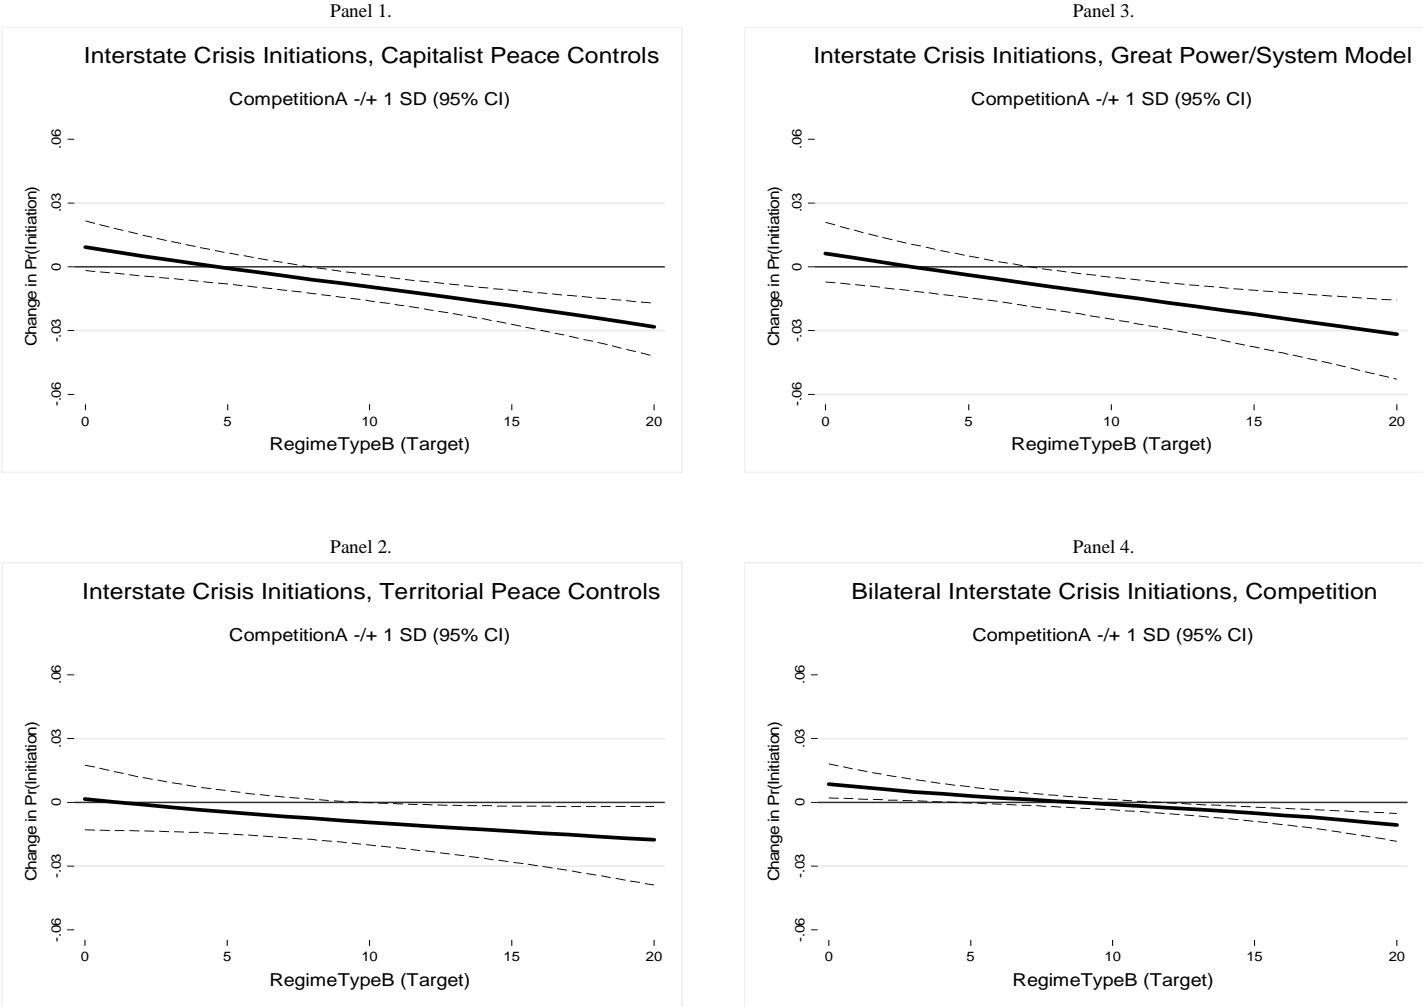 Panel 1.
Interstate Crisis Initiations, Capitalist Peace Controls
CompetitionA -/+ 1 SD (95% CI)
Change in Pr(Initiation)
.06
.03
0
-.03
-.06
0 5 10 15 20
RegimeTypeB (Target)
Panel 3.
Interstate Crisis Initiations, Great Power/System Model
CompetitionA -/+ 1 SD (95% CI)
Change in Pr(Initiation)
.06
.03
0
-.03
-.06
0 5 10 15 20
RegimeTypeB (Target)
Panel 2.
Interstate Crisis Initiations, Territorial Peace Controls
CompetitionA -/+ 1 SD (95% CI)
Change in Pr(Initiation)
.06
.03
0
-.03
-.06
0 5 10 15 20
RegimeTypeB (Target)
Panel 4.
Bilateral Interstate Crisis Initiations, Competition
CompetitionA -/+ 1 SD (95% CI)
Change in Pr(Initiation)
.06
.03
0
-.03
-.06
0 5 10 15 20
RegimeTypeB (Target)